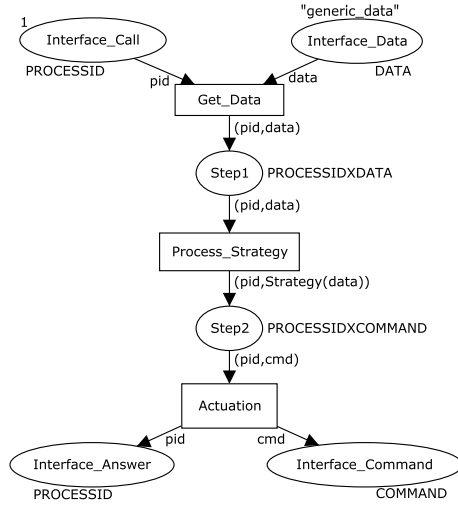 1
"generic_data"
Interface_Call
Interface_Data
PROCESSID
pid
data
DATA
Get_Data
(pid,data)
Step1
PROCESSIDXDATA
(pid,data)
Process_Strategy
(pid,Strategy(data))
Step2
PROCESSIDXCOMMAND
(pid,cmd)
Actuation
pid
cmd
Interface_Answer
Interface_Command
PROCESSID
COMMAND